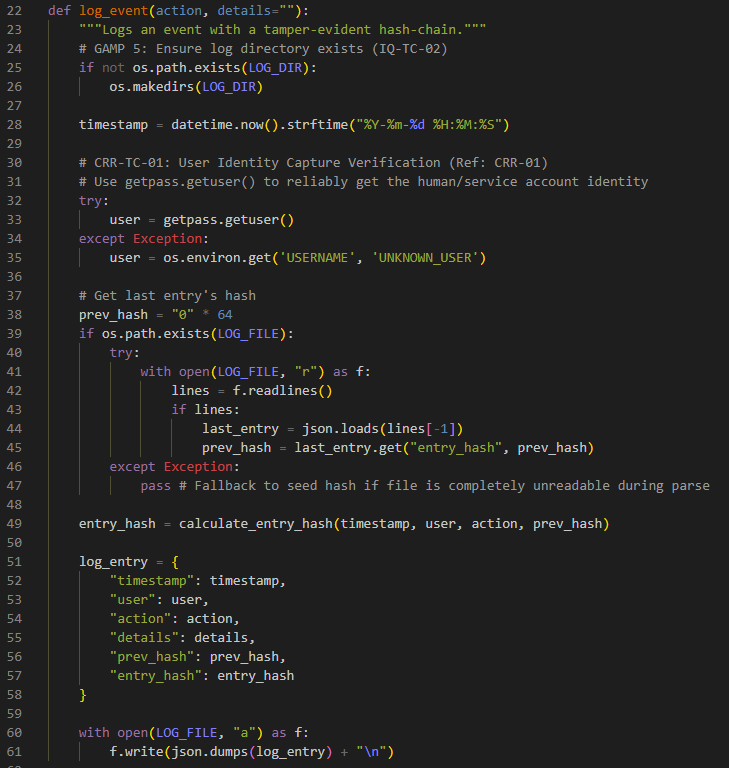 22 def log_event(action, details=""):
23     """Logs an event with a tamper-evident hash-chain."""
24     # GAMP 5: Ensure log directory exists (IQ-TC-02)
25     if not os.path.exists(LOG_DIR):
26         os.makedirs(LOG_DIR)
27
28     timestamp = datetime.now().strftime("%Y-%m-%d %H:%M:%S")
29
30     # CRR-TC-01: User Identity Capture Verification (Ref: CRR-01)
31     # Use getpass.getuser() to reliably get the human/service account identity
32     try:
33         user = getpass.getuser()
34     except Exception:
35         user = os.environ.get('USERNAME', 'UNKNOWN_USER')
36
37     # Get last entry's hash
38     prev_hash = "0" * 64
39     if os.path.exists(LOG_FILE):
40         try:
41             with open(LOG_FILE, "r") as f:
42                 lines = f.readlines()
43                 if lines:
44                     last_entry = json.loads(lines[-1])
45                     prev_hash = last_entry.get("entry_hash", prev_hash)
46         except Exception:
47             pass # Fallback to seed hash if file is completely unreadable during parse
48
49     entry_hash = calculate_entry_hash(timestamp, user, action, prev_hash)
50
51     log_entry = {
52         "timestamp": timestamp,
53         "user": user,
54         "action": action,
55         "details": details,
56         "prev_hash": prev_hash,
57         "entry_hash": entry_hash
58     }
59
60     with open(LOG_FILE, "a") as f:
61         f.write(json.dumps(log_entry) + "\n")